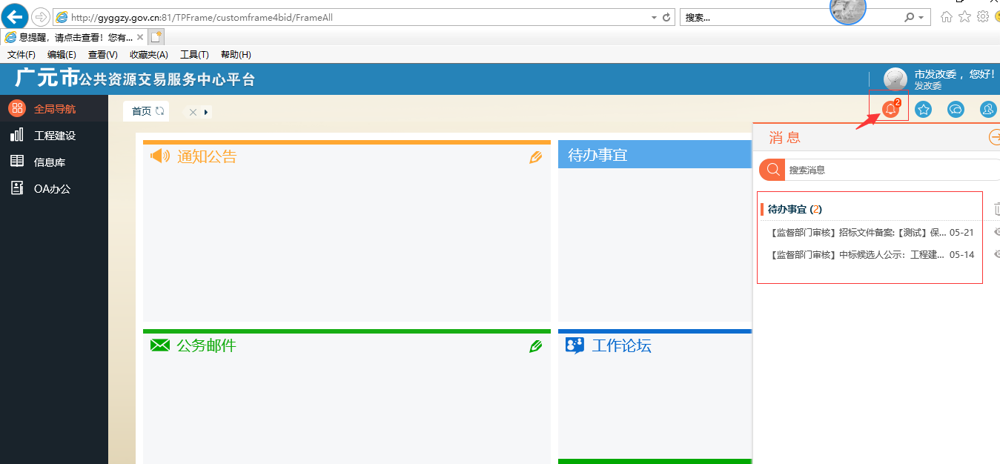 http://gyggzy.gov.cn:81/TPFrame/customframe4bid/FrameAll
搜索...
息提醒，请点击查看！您有...
文件(F) 编辑(E) 查看(V) 收藏夹(A) 工具(T) 帮助(H)
广元市公共资源交易服务中心平台
市发改委 ，您好！
发改委
全局导航
工程建设
信息库
OA办公
首页
2
通知公告
待办事宜
公务邮件
工作论坛
消 息
搜索消息
待办事宜 (2)
【监督部门审核】招标文件备案:【测试】保... 05-21
【监督部门审核】中标候选人公示：工程建... 05-14